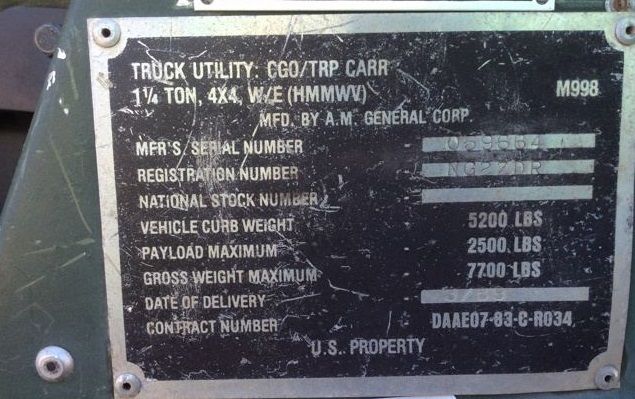 TRUCK UTILITY: CGO/TRP CARR
1¼ TON, 4X4, W/E (HMMWV) M998
MFD. BY A.M. GENERAL CORP.
MFR'S. SERIAL NUMBER 069664
REGISTRATION NUMBER
NATIONAL STOCK NUMBER
VEHICLE CURB WEIGHT 5200 LBS
PAYLOAD MAXIMUM 2500 LBS
GROSS WEIGHT MAXIMUM 7700 LBS
DATE OF DELIVERY
CONTRACT NUMBER DAAE07-83-C-R034
U.S. PROPERTY